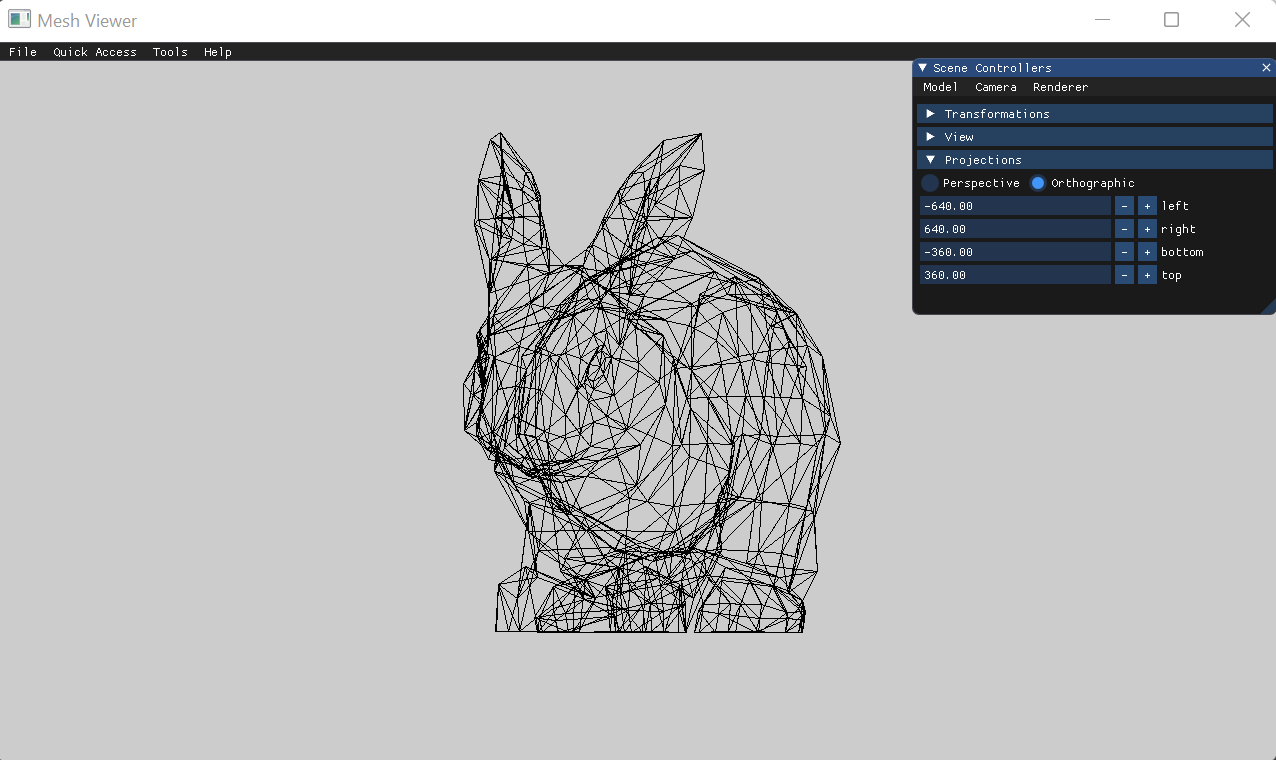 Mesh Viewer
File Quick Access Tools Help
Scene Controllers
Model Camera Renderer
Transformations
View
Projections
Perspective Orthographic
-640.00 - + left
640.00 - + right
-360.00 - + bottom
360.00 - + top